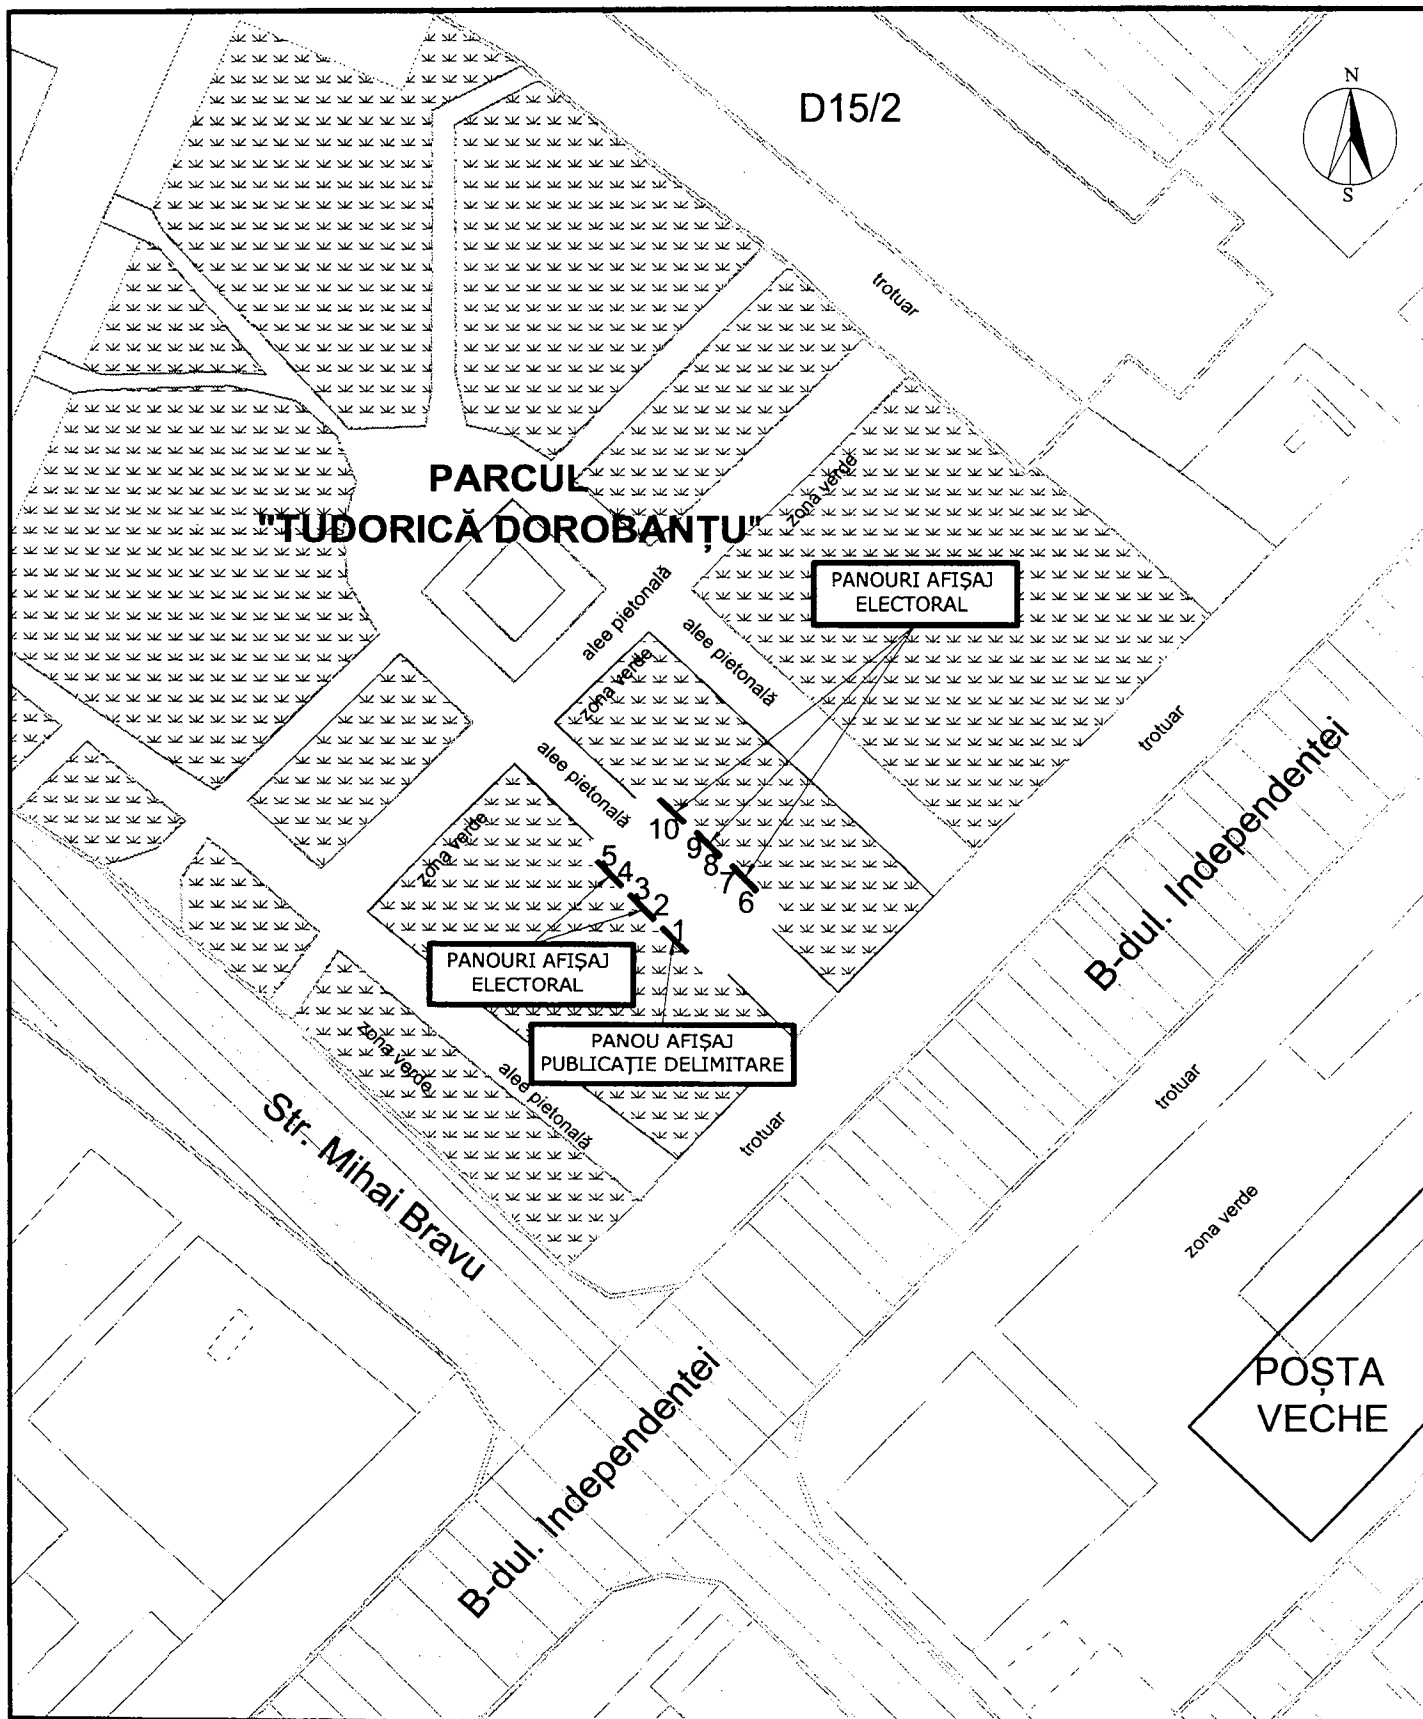 D15/2
N
S
trotuar
PARCUL
"TUDORICĂ DOROBANȚU"
zona verde
PANOURI AFIȘAJ
ELECTORAL
alee pietonală
alee pietonală
zona verde
trotuar
alee pietonală
B-dul. Independentei
10
9
8
7
6
zona verde
5
4
3
2
1
PANOURI AFIȘAJ
ELECTORAL
PANOU AFIȘAJ
PUBLICAȚIE DELIMITARE
zona verde
alee pietonală
trotuar
trotuar
Str. Mihai Bravu
zona verde
B-dul. Independentei
POȘTA
VECHE